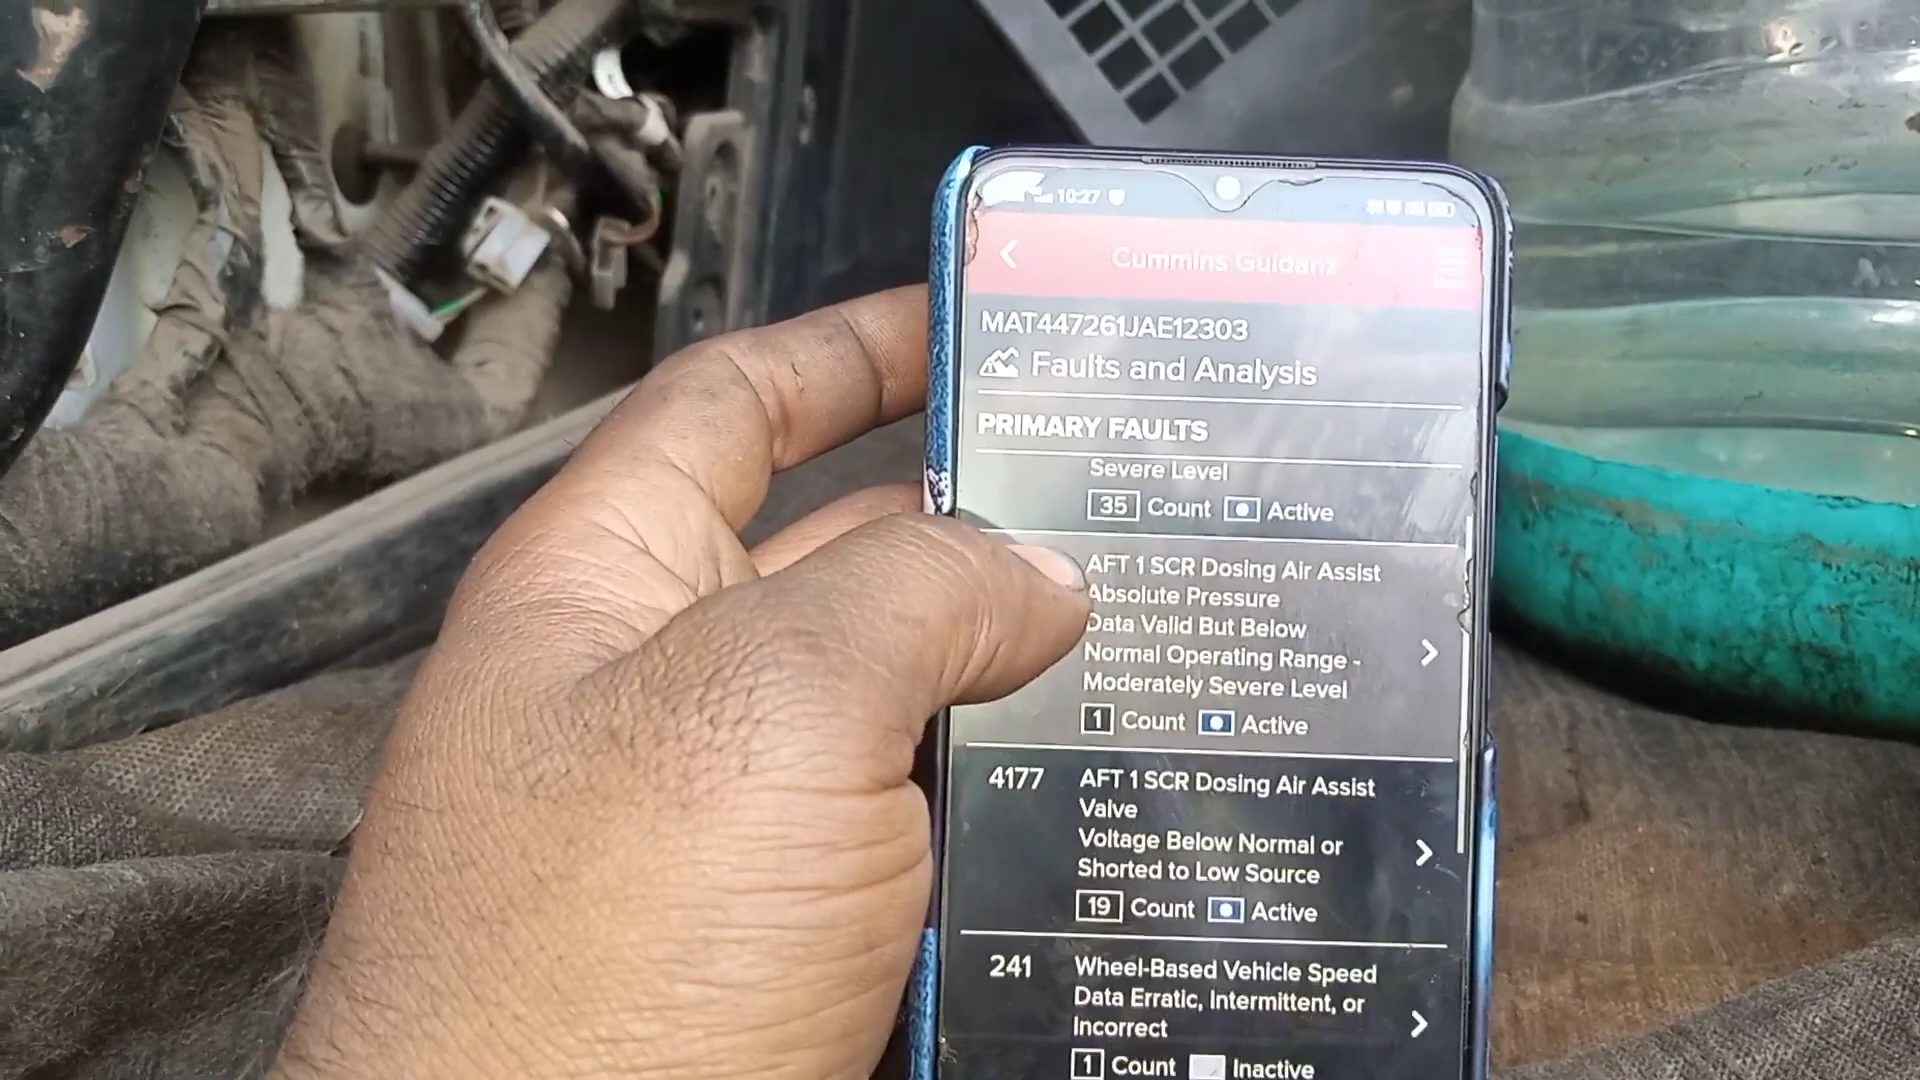 10:27
Cummins Guidanz
MAT447261JAE12303
Faults and Analysis
PRIMARY FAULTS
Severe Level
35 Count Active
AFT 1 SCR Dosing Air Assist
Absolute Pressure
Data Valid But Below
Normal Operating Range -
Moderately Severe Level
1 Count Active
4177 AFT 1 SCR Dosing Air Assist
Valve
Voltage Below Normal or
Shorted to Low Source
19 Count Active
241 Wheel-Based Vehicle Speed
Data Erratic, Intermittent, or
Incorrect
1 Count Inactive